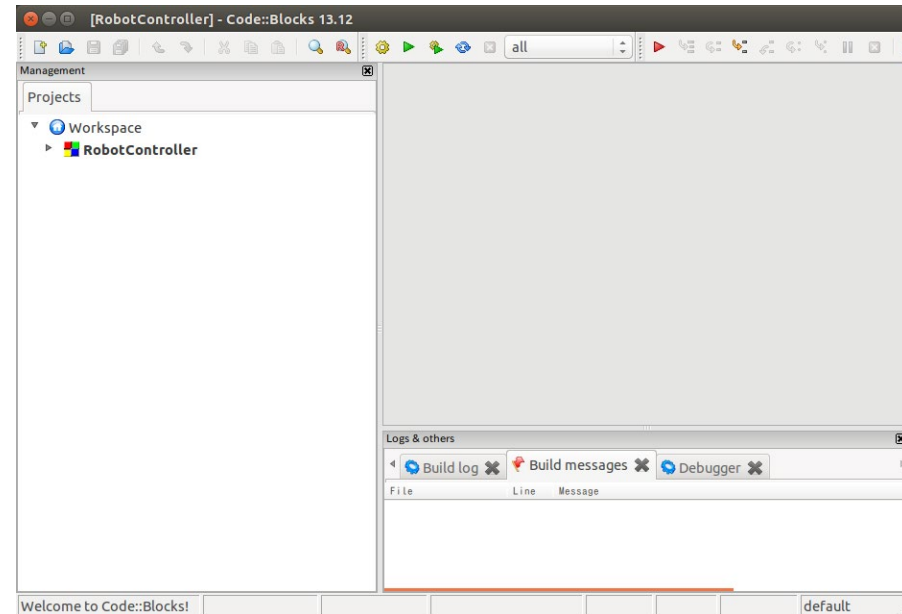 [RobotController] - Code::Blocks 13.12
all
Management
Projects
Workspace
RobotController
Logs & others
Build log
Build messages
Debugger
File Line Message
Welcome to Code::Blocks! default